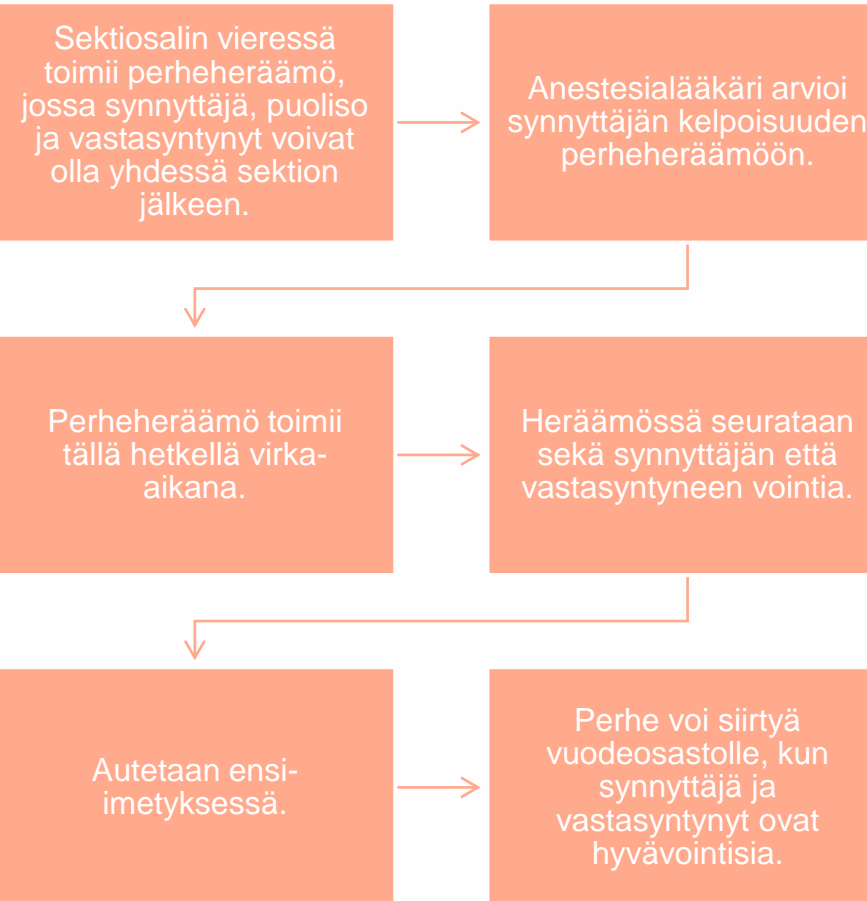 Sektiosalin vieressä
toimii perheheräämö,
jossa synnyttäjä, puoliso
ja vastasyntynyt voivat
olla yhdessä sektion
jälkeen.
Anestesialääkäri arvioi
synnyttäjän kelpoisuuden
perheheräämöön.
Perheheräämö toimii
tällä hetkellä virka-
aikana.
Heräämössä seurataan
sekä synnyttäjän että
vastasyntyneen vointia.
Autetaan ensi-
imetyksessä.
Perhe voi siirtyä
vuodeosastolle, kun
synnyttäjä ja
vastasyntynyt ovat
hyvävointisia.